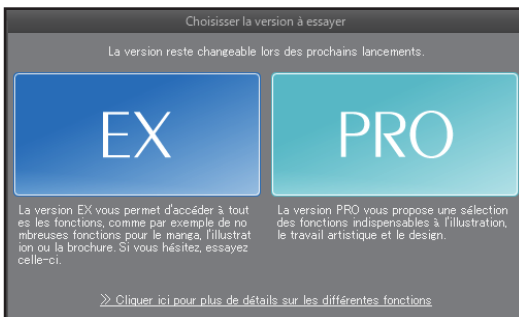 Choisisser la version à essayer
La version reste changeable lors des prochains lancements.
EX
PRO
La version EX vous permet d'accéder à tout
es les fonctions, comme par exemple de no
mbreuses fonctions pour le manga, l'illustrat
ion ou la brochure. Si vous hésitez, essayez
celle-ci.
La version PRO vous propose une sélection
des fonctions indispensables à l'illustration,
le travail artistique et le design.
≫ Cliquer ici pour plus de détails sur les différentes fonctions